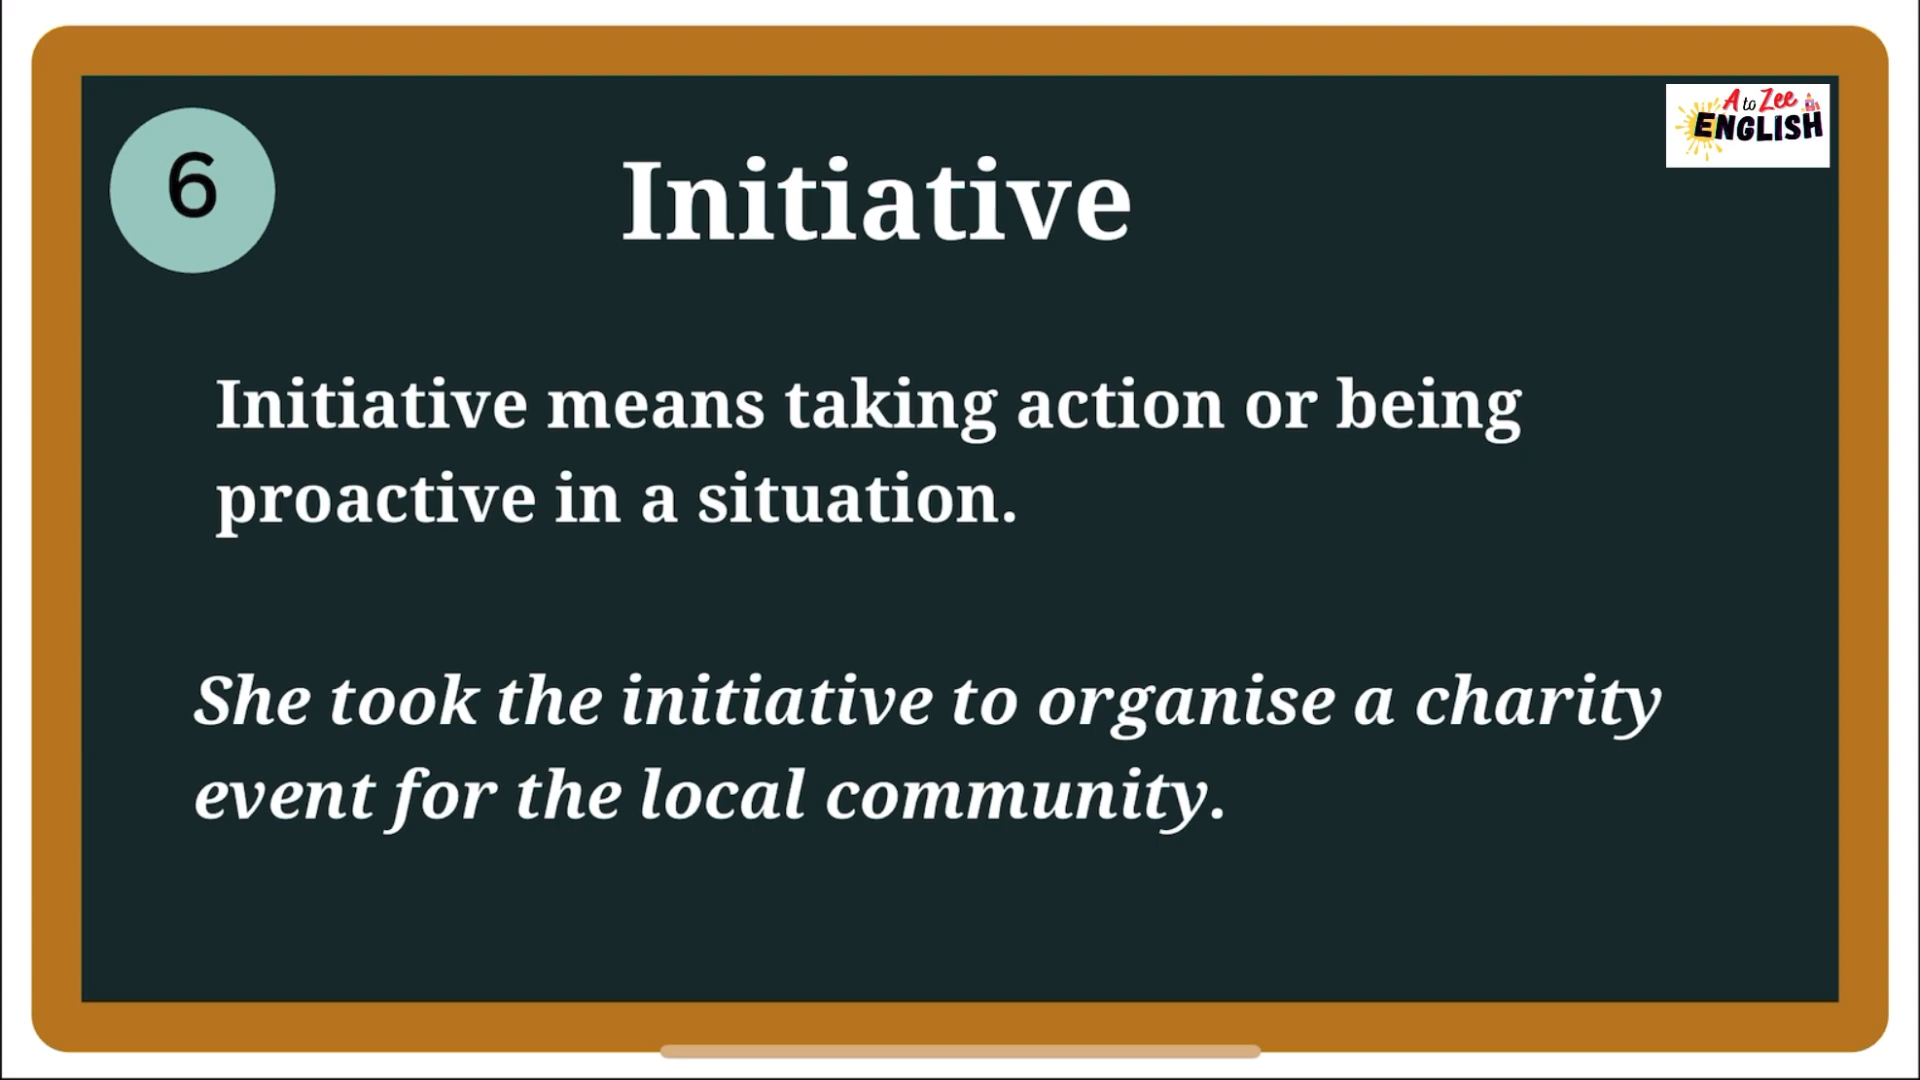 A to Zee
ENGLISH
6
Initiative
Initiative means taking action or being
proactive in a situation.
She took the initiative to organise a charity
event for the local community.